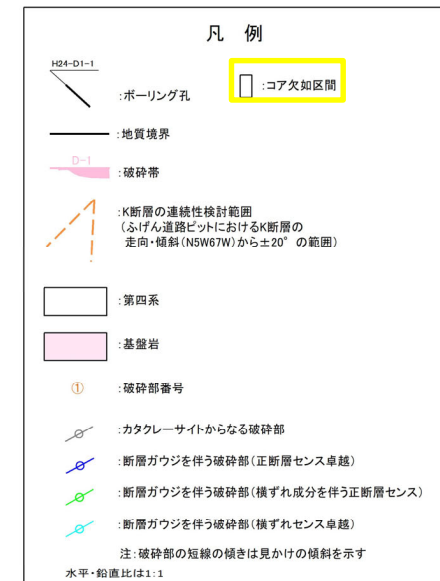 凡 例
H24-D1-1
:ボーリング孔
:コア欠如区間
:地質境界
D-1
:破砕帯
:K断層の連続性検討範囲
(ふげん道路ピットにおけるK断層の
走向・傾斜(N5W67W)から±20°の範囲)
:第四系
:基盤岩
① :破砕部番号
:カタクレーサイトからなる破砕部
:断層ガウジを伴う破砕部(正断層センス卓越)
:断層ガウジを伴う破砕部(横ずれ成分を伴う正断層センス)
:断層ガウジを伴う破砕部(横ずれセンス卓越)
注:破砕部の短線の傾きは見かけの傾斜を示す
水平・鉛直比は1:1